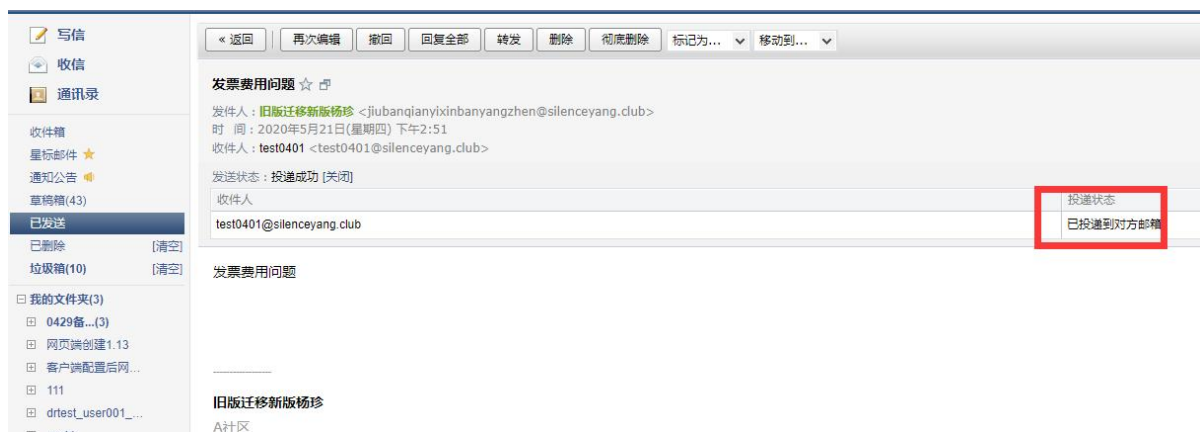 写信
收信
通讯录
收件箱
星标邮件
通知公告
草稿箱(43)
已发送
已删除 [清空]
垃圾箱(10) [清空]
我的文件夹(3)
0429备...(3)
网页端创建1.13
客户端配置后网...
111
drtest_user001_...
« 返回 再次编辑 撤回 回复全部 转发 删除 彻底删除 标记为... 移动到...
发票费用问题
发件人：旧版迁移新版杨珍 <jiubanqianyixinbanyangzhen@silenceyang.club>
时 间：2020年5月21日(星期四) 下午2:51
收件人：test0401 <test0401@silenceyang.club>
发送状态：投递成功 [关闭]
收件人 投递状态
test0401@silenceyang.club 已投递到对方邮箱
发票费用问题
旧版迁移新版杨珍
A社区